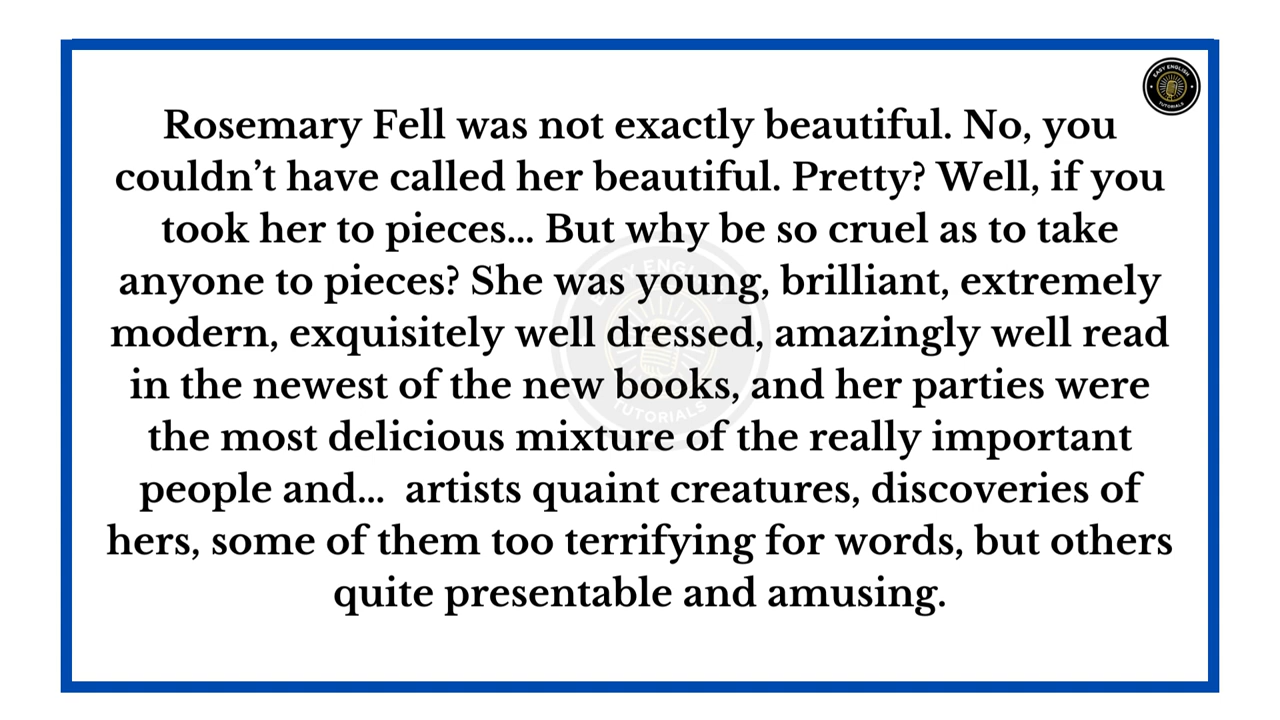 EASY ENGLISH
TUTORIALS
Rosemary Fell was not exactly beautiful. No, you
couldn’t have called her beautiful. Pretty? Well, if you
took her to pieces... But why be so cruel as to take
anyone to pieces? She was young, brilliant, extremely
modern, exquisitely well dressed, amazingly well read
in the newest of the new books, and her parties were
the most delicious mixture of the really important
people and...  artists quaint creatures, discoveries of
hers, some of them too terrifying for words, but others
quite presentable and amusing.